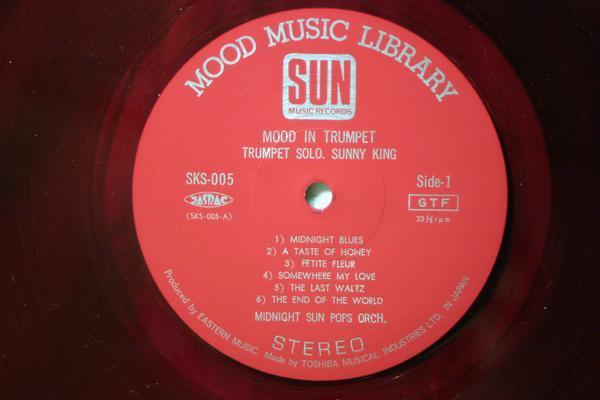 MOOD MUSIC LIBRARY
SUN
MUSIC RECORDS
MOOD IN TRUMPET
TRUMPET SOLO. SUNNY KING
SKS-005
Side-1
JASRAC
GTF
(SKS-005-A)
33⅓rpm
1) MIDNIGHT BLUES
2) A TASTE OF HONEY
3) PETITE FLEUR
4) SOMEWHERE MY LOVE
5) THE LAST WALTZ
6) THE END OF THE WORLD
MIDNIGHT SUN POPS ORCH.
STEREO
Produced by EASTERN MUSIC. Made by TOSHIBA MUSICAL INDUSTRIES LTD. IN JAPAN